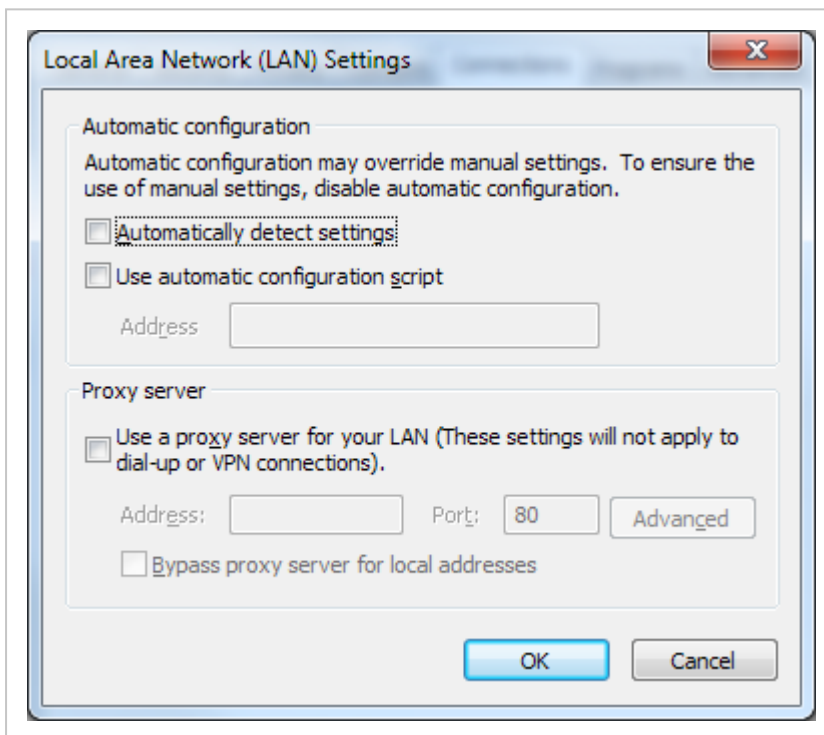 Local Area Network (LAN) Settings
Automatic configuration
Automatic configuration may override manual settings. To ensure the
use of manual settings, disable automatic configuration.
Automatically detect settings
Use automatic configuration script
Address
Proxy server
Use a proxy server for your LAN (These settings will not apply to
dial-up or VPN connections).
Address: Port: 80 Advanced
Bypass proxy server for local addresses
OK Cancel